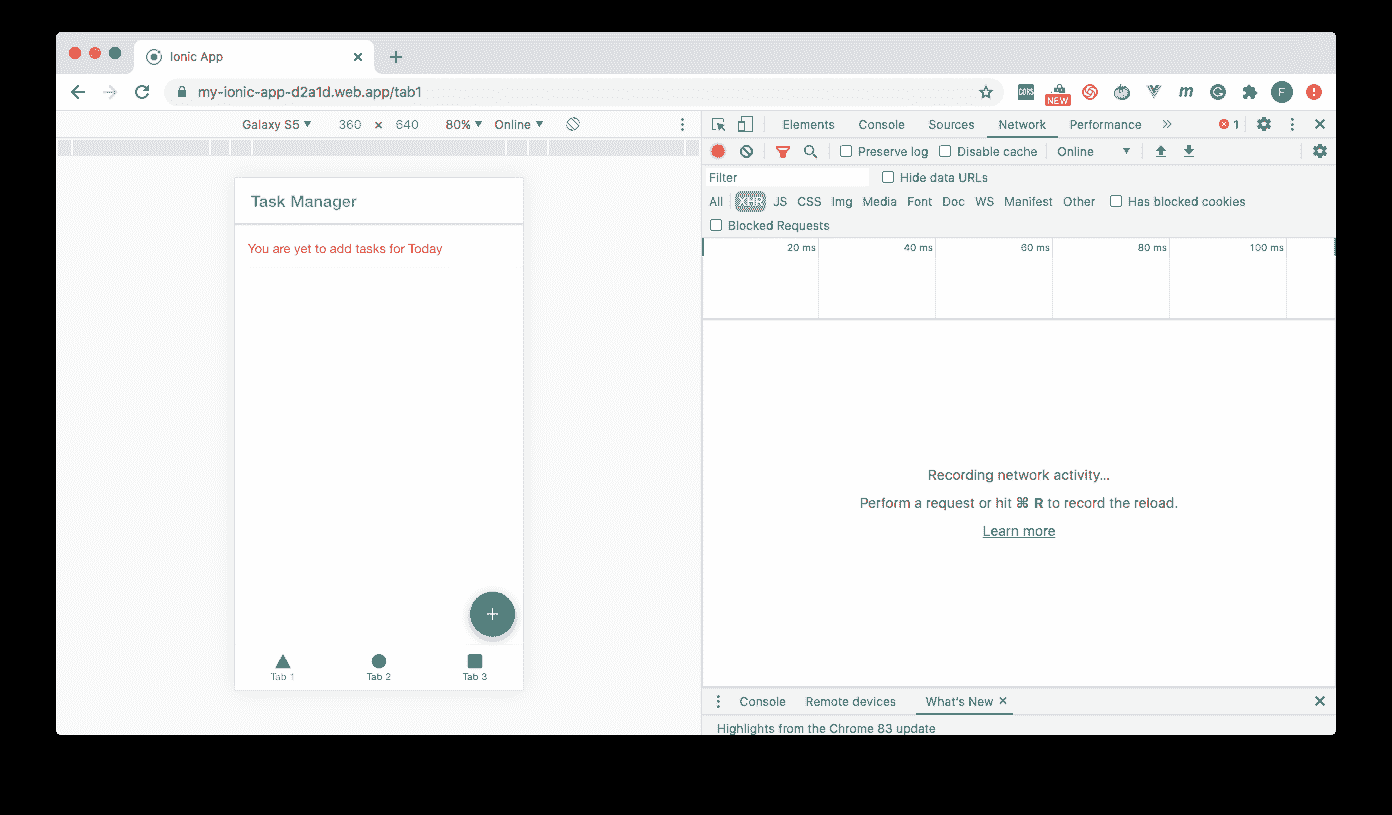 Ionic App
my-ionic-app-d2a1d.web.app/tab1
CORS
NEW
m
F
Galaxy S5 ▼ 360 × 640 80% ▼ Online ▼
Elements Console Sources Network Performance » 1
Preserve log Disable cache Online ▼
Filter Hide data URLs
All XHR JS CSS Img Media Font Doc WS Manifest Other Has blocked cookies
Blocked Requests
20 ms 40 ms 60 ms 80 ms 100 ms
Task Manager
You are yet to add tasks for Today
Tab 1 Tab 2 Tab 3
Recording network activity...
Perform a request or hit ⌘ R to record the reload.
Learn more
Console Remote devices What's New ×
Highlights from the Chrome 83 update